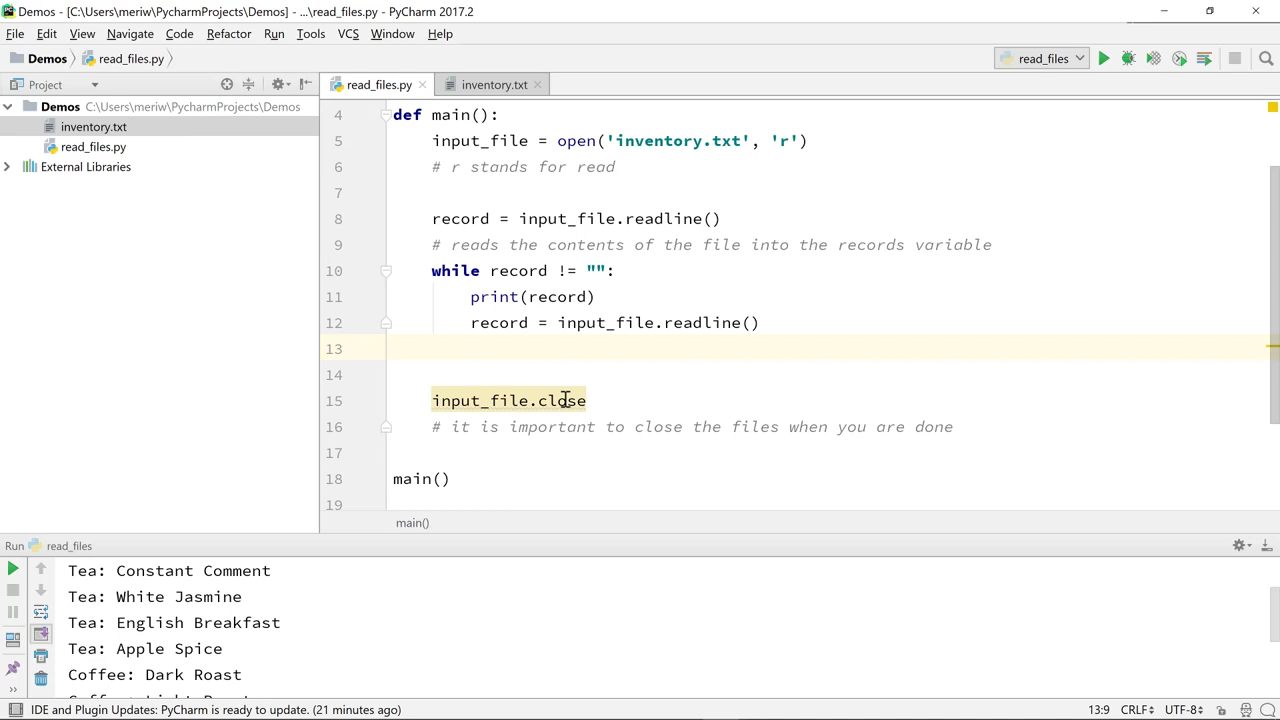 Demos - [C:\Users\meriw\PycharmProjects\Demos] - ...\read_files.py - PyCharm 2017.2
File Edit View Navigate Code Refactor Run Tools VCS Window Help
Demos read_files.py read_files
Project read_files.py inventory.txt
Demos C:\Users\meriw\PycharmProjects\Demos
inventory.txt
read_files.py
External Libraries
4 def main():
5 input_file = open('inventory.txt', 'r')
6 # r stands for read
7
8 record = input_file.readline()
9 # reads the contents of the file into the records variable
10 while record != "":
11 print(record)
12 record = input_file.readline()
13
14
15 input_file.close
16 # it is important to close the files when you are done
17
18 main()
19
main()
Run read_files
Tea: Constant Comment
Tea: White Jasmine
Tea: English Breakfast
Tea: Apple Spice
Coffee: Dark Roast
IDE and Plugin Updates: PyCharm is ready to update. (21 minutes ago) 13:9 CRLF UTF-8